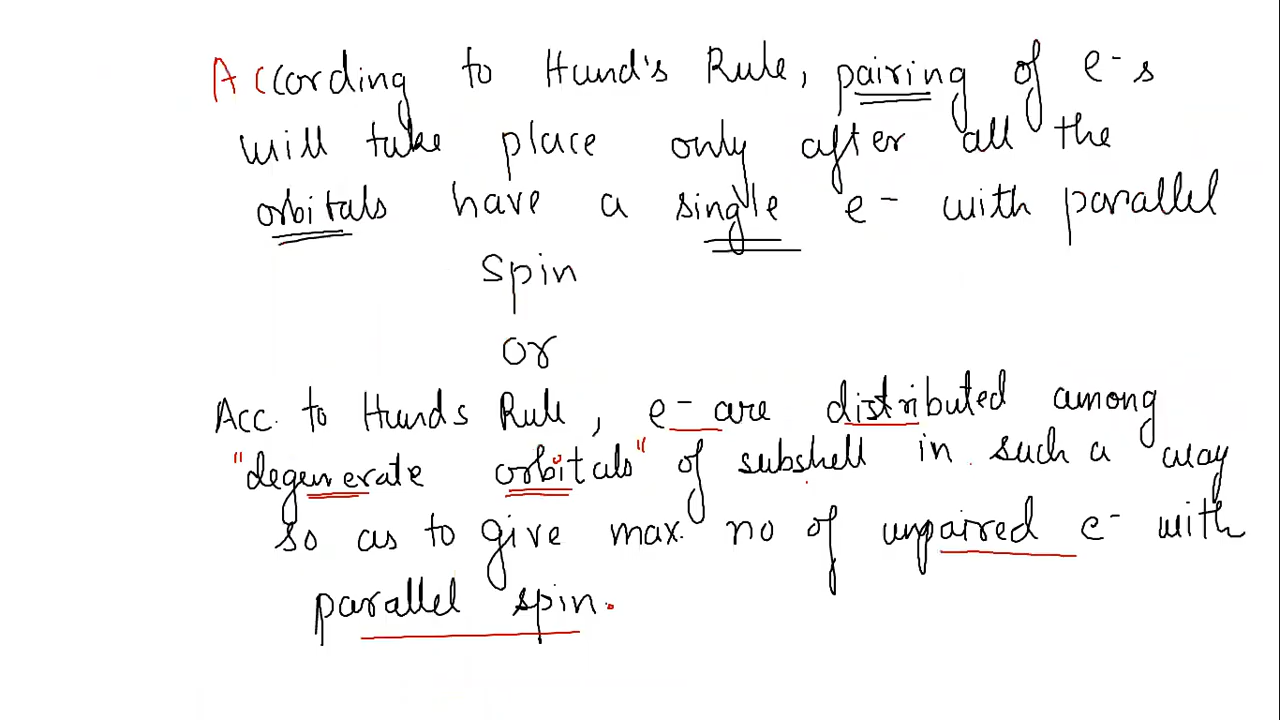 According to Hund's Rule, pairing of e-s
will take place only after all the
orbitals have a single e- with parallel
spin
or
Acc. to Hunds Rule, e- are distributed among
"degenerate orbitals" of subshell in such a way
so as to give max. no of unpaired e- with
parallel spin.